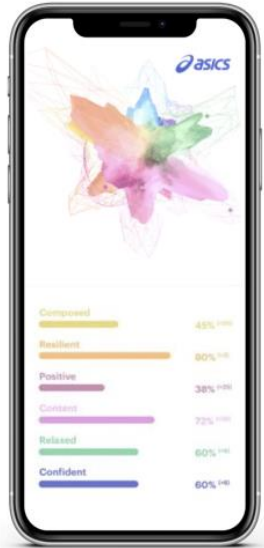 asics
Composed
45%
Resilient
80%
Positive
38%
Content
72%
Relaxed
60%
Confident
60%